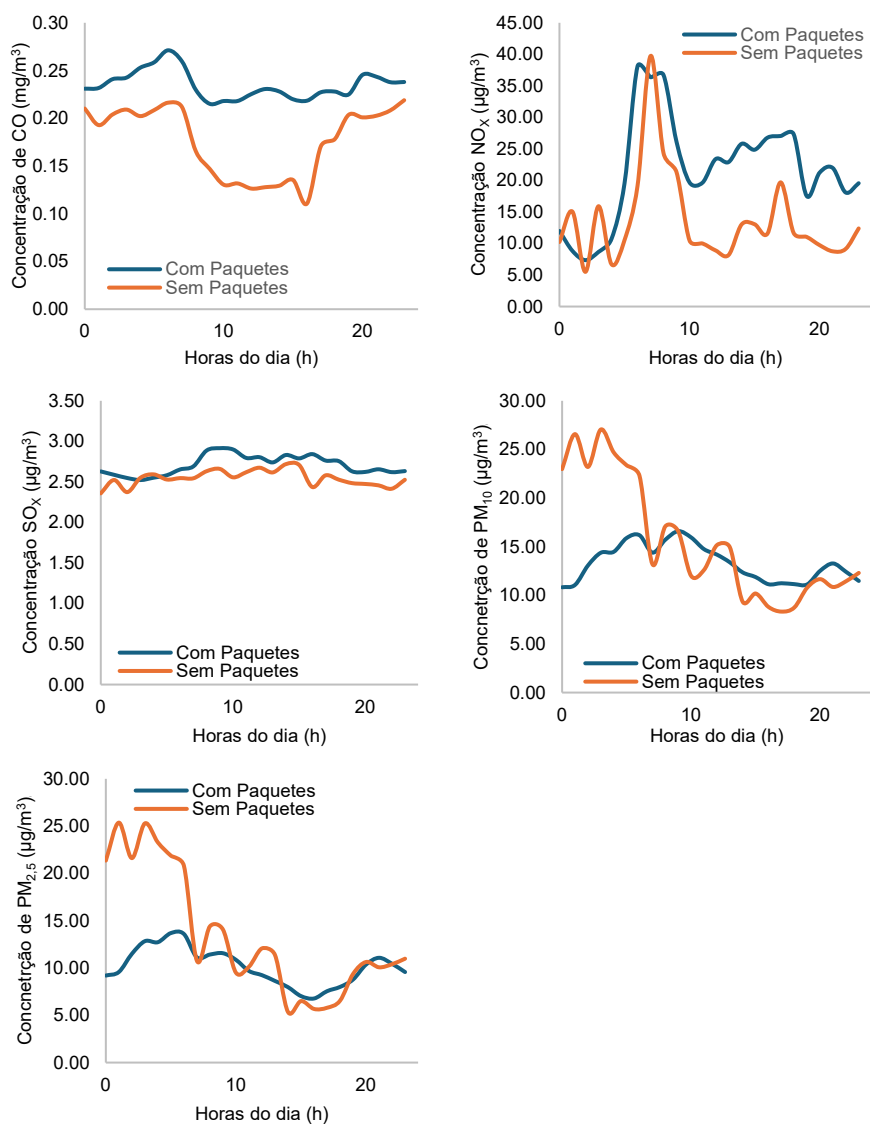 Concentração de CO (mg/m³)
0.30
0.25
0.20
0.15
0.10
0.05
0.00
Com Paquetes
Sem Paquetes
0 10 20
Horas do dia (h)
Concentração NOX (µg/m³)
45.00
40.00
35.00
30.00
25.00
20.00
15.00
10.00
5.00
0.00
Com Paquetes
Sem Paquetes
0 10 20
Horas do dia (h)
Concentração SOX (µg/m³)
3.50
3.00
2.50
2.00
1.50
1.00
0.50
0.00
Com Paquetes
Sem Paquetes
0 10 20
Horas do dia (h)
Concnetrção de PM10 (µg/m³)
30.00
25.00
20.00
15.00
10.00
5.00
0.00
Com Paquetes
Sem Paquetes
0 10 20
Horas do dia (h)
Concnetrção de PM2,5 (µg/m³)
30.00
25.00
20.00
15.00
10.00
5.00
0.00
Com Paquetes
Sem Paquetes
0 10 20
Horas do dia (h)